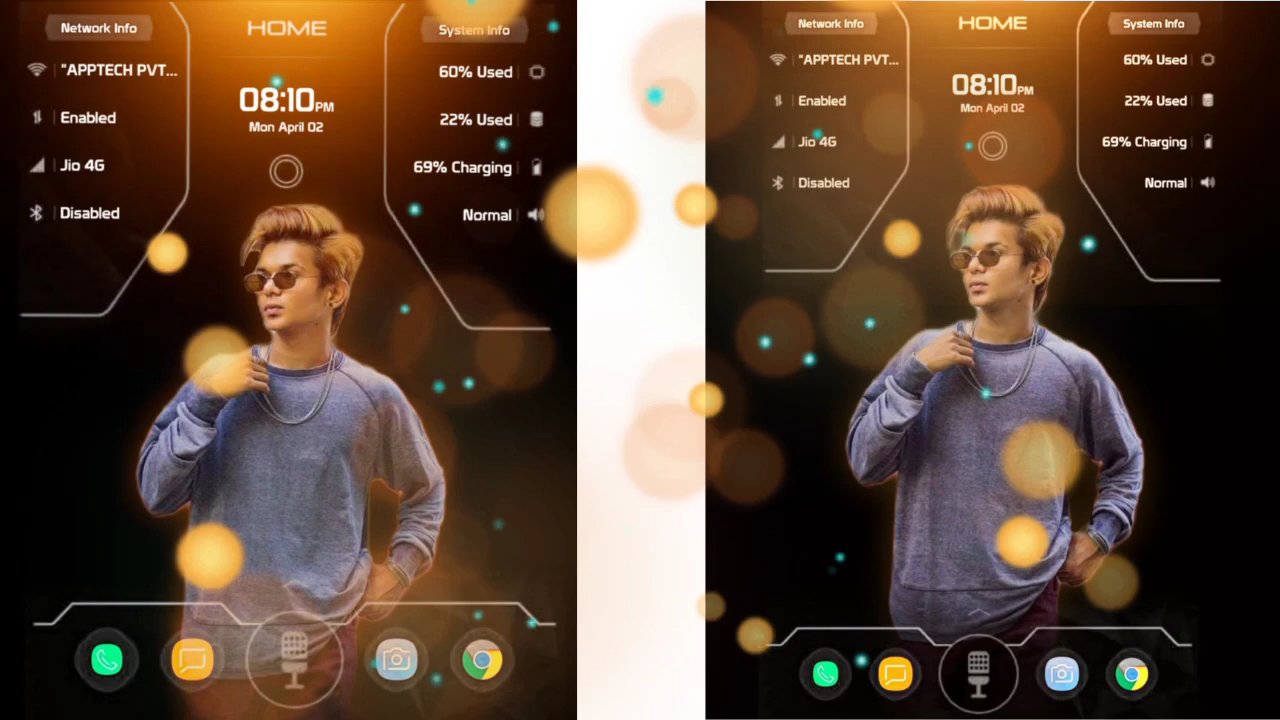 Network Info
HOME
System Info
"APPTECH PVT...
60% Used
08:10PM
Mon April 02
Enabled
22% Used
Jio 4G
69% Charging
Disabled
Normal
Network Info
HOME
System Info
"APPTECH PVT...
60% Used
08:10PM
Mon April 02
Enabled
22% Used
Jio 4G
69% Charging
Disabled
Normal